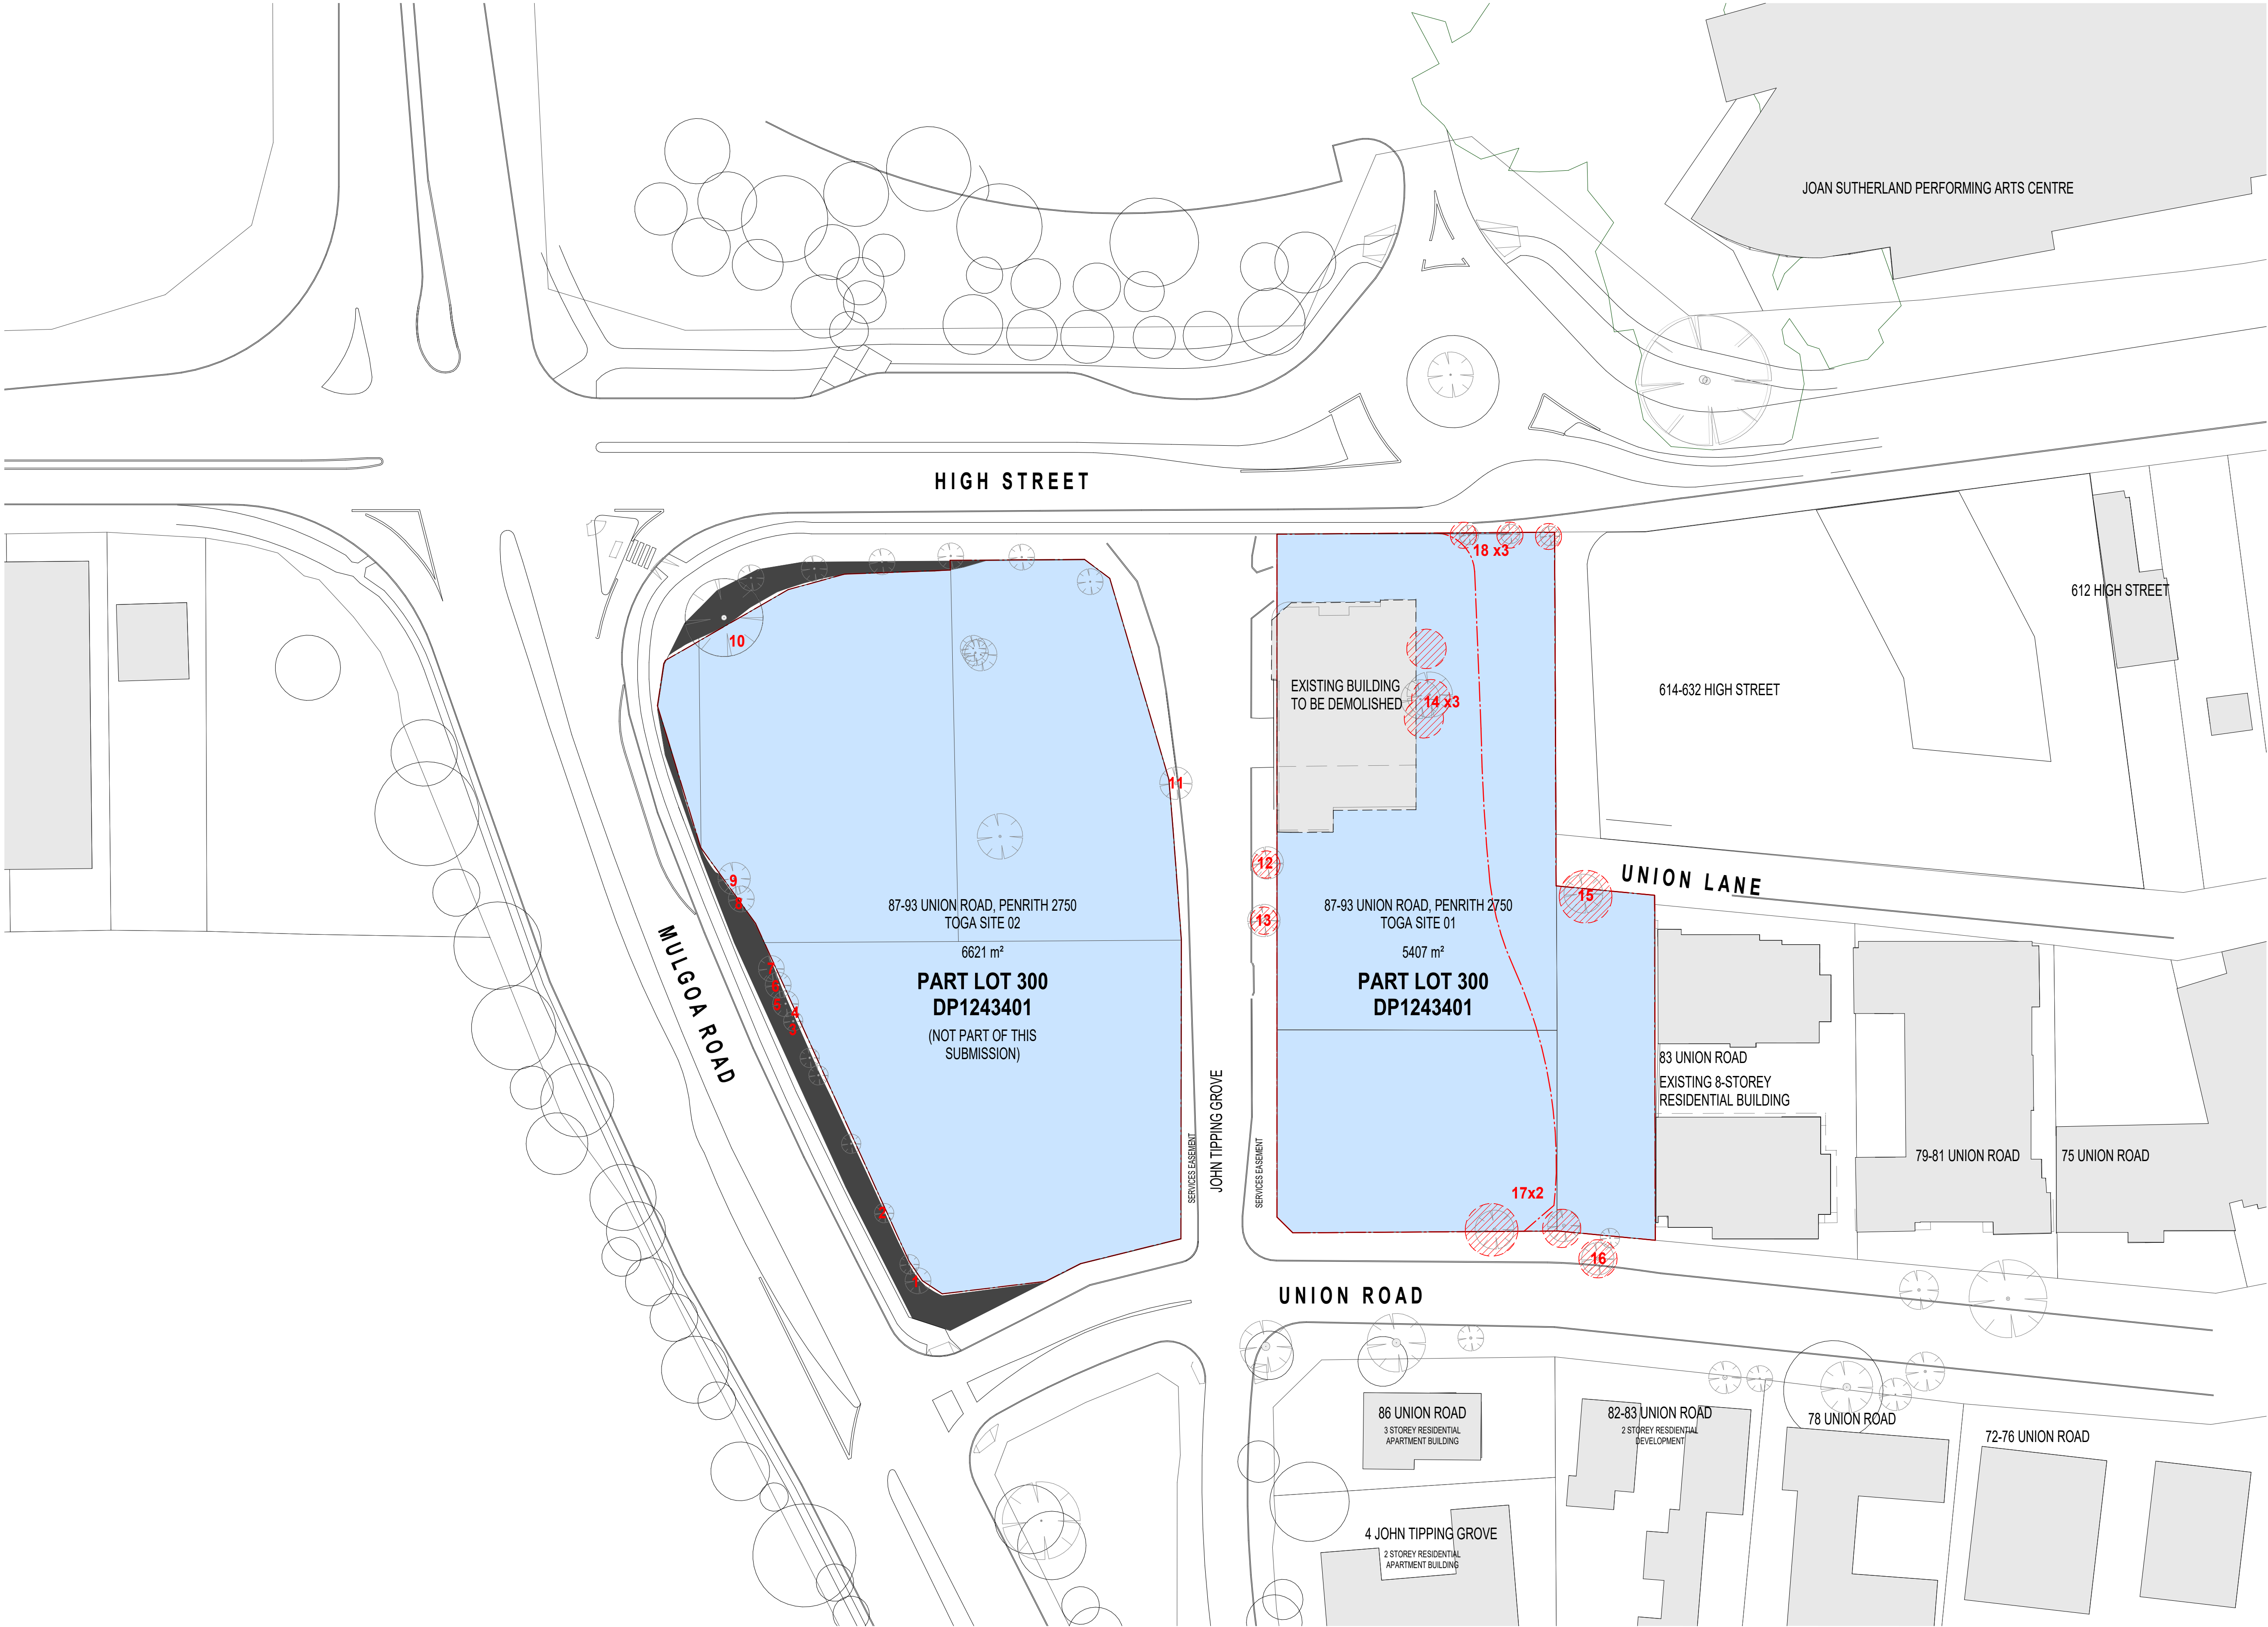 JOAN SUTHERLAND PERFORMING ARTS CENTRE
HIGH STREET
18 x3
612 HIGH STREET
10
EXISTING BUILDING
TO BE DEMOLISHED
14 x3
614-632 HIGH STREET
11
12
9
8
UNION LANE
15
87-93 UNION ROAD, PENRITH 2750
TOGA SITE 02
6621 m²
PART LOT 300
DP1243401
(NOT PART OF THIS
SUBMISSION)
13
87-93 UNION ROAD, PENRITH 2750
TOGA SITE 01
5407 m²
PART LOT 300
DP1243401
MULGOA ROAD
7
6
5
4
3
83 UNION ROAD
EXISTING 8-STOREY
RESIDENTIAL BUILDING
JOHN TIPPING GROVE
SERVICES EASEMENT
SERVICES EASEMENT
79-81 UNION ROAD
75 UNION ROAD
17x2
2
16
1
UNION ROAD
86 UNION ROAD
3 STOREY RESIDENTIAL
APARTMENT BUILDING
82-83 UNION ROAD
2 STOREY RESDIENTIAL
DEVELOPMENT
78 UNION ROAD
72-76 UNION ROAD
4 JOHN TIPPING GROVE
2 STOREY RESIDENTIAL
APARTMENT BUILDING